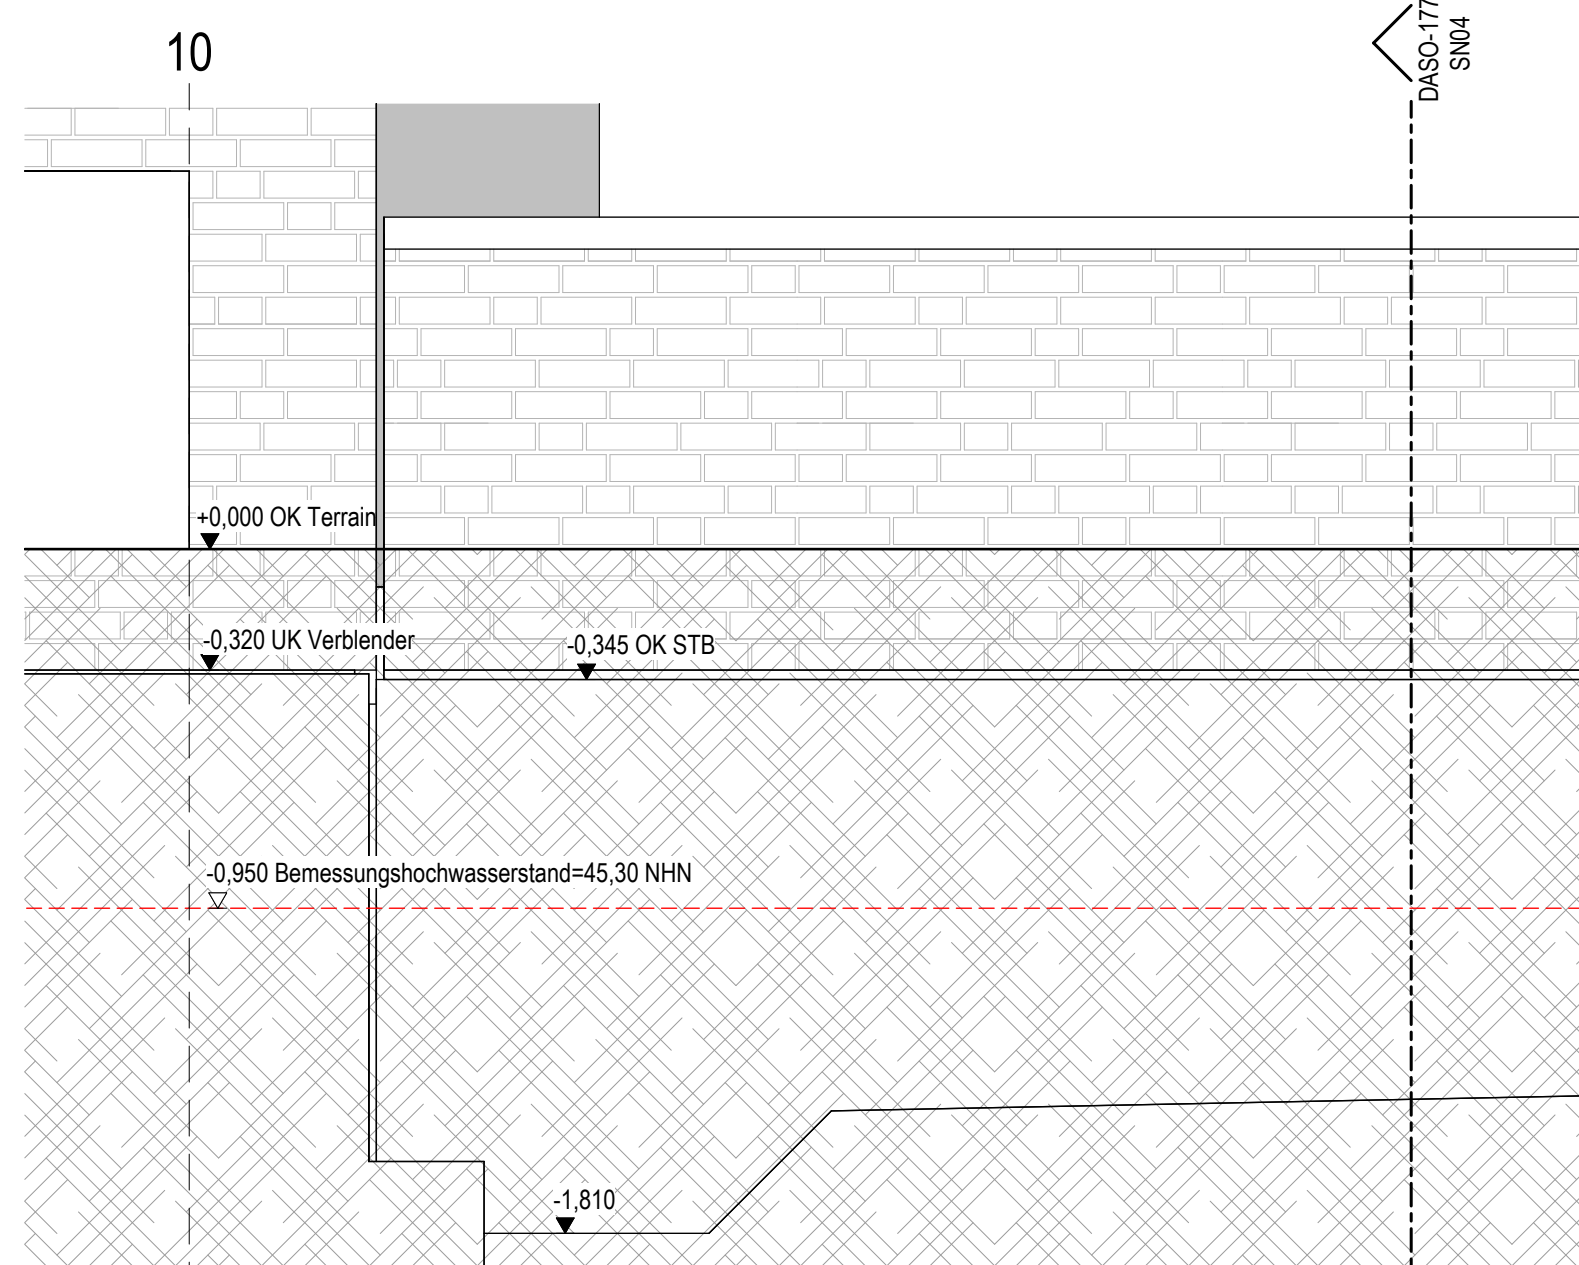 10
DASO-177
SN04
+0,000 OK Terrain
-0,320 UK Verblender
-0,345 OK STB
-0,950 Bemessungshochwasserstand=45,30 NHN
-1,810